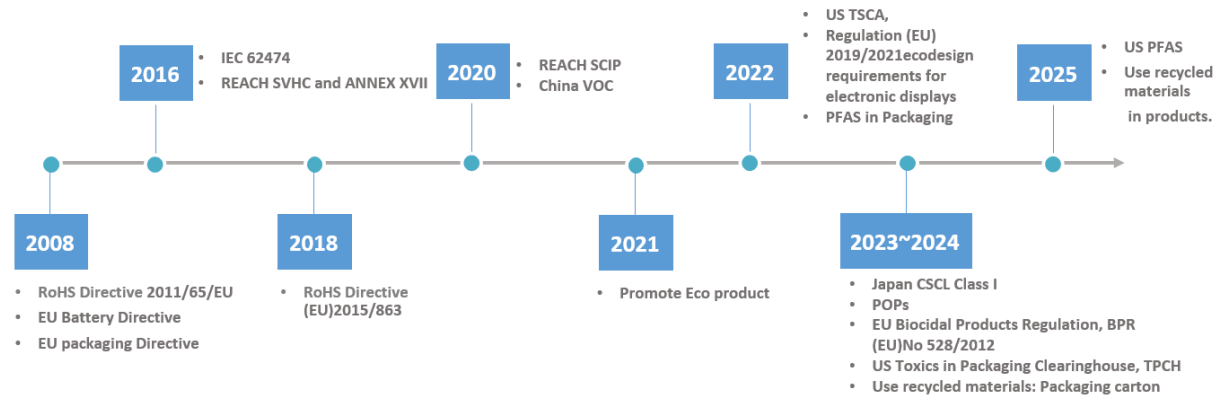 2008
• RoHS Directive 2011/65/EU
• EU Battery Directive
• EU packaging Directive
2016
• IEC 62474
• REACH SVHC and ANNEX XVII
2018
• RoHS Directive
(EU)2015/863
2020
• REACH SCIP
• China VOC
2021
• Promote Eco product
2022
• US TSCA,
• Regulation (EU)
2019/2021ecodesign
requirements for
electronic displays
• PFAS in Packaging
2023~2024
• Japan CSCL Class I
• POPs
• EU Biocidal Products Regulation, BPR
(EU)No 528/2012
• US Toxics in Packaging Clearinghouse, TPCH
• Use recycled materials: Packaging carton
2025
• US PFAS
• Use recycled
materials
in products.